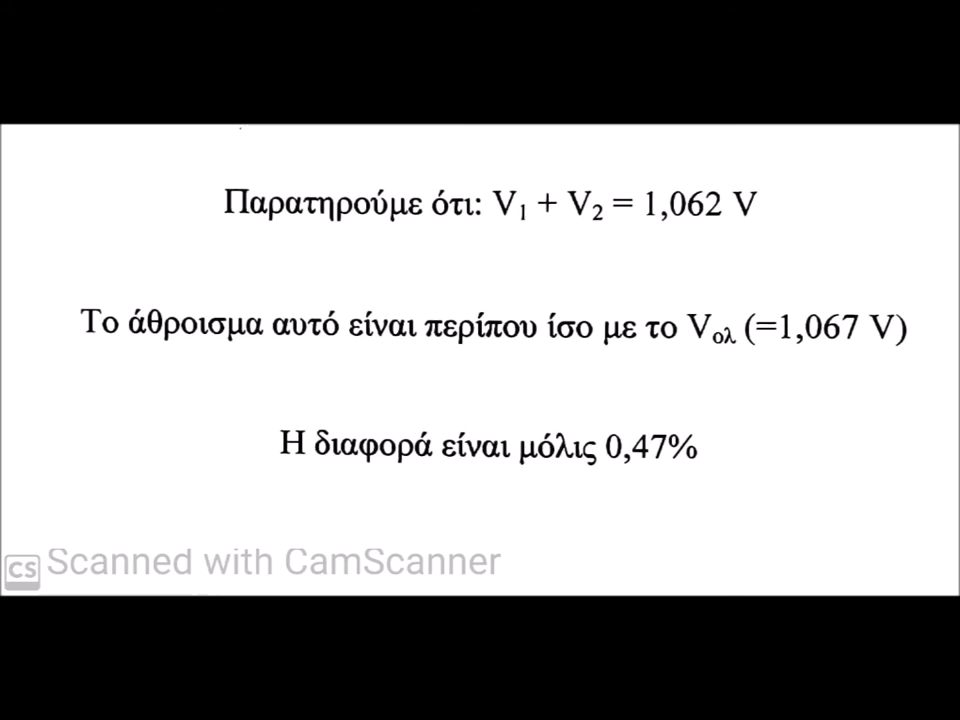 Παρατηρούμε ότι: V₁ + V₂ = 1,062 V
Το άθροισμα αυτό είναι περίπου ίσο με το Vολ (=1,067 V)
Η διαφορά είναι μόλις 0,47%
CS Scanned with CamScanner